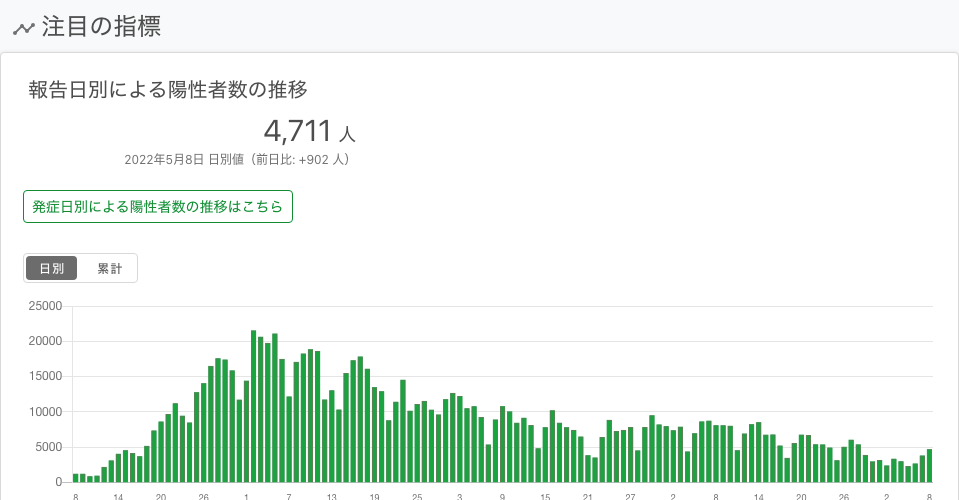 注目の指標
報告日別による陽性者数の推移
4,711 人
2022年5月8日 日別値（前日比: +902 人）
発症日別による陽性者数の推移はこちら
日別 累計
25000
20000
15000
10000
5000
0
8 14 20 26 1 7 13 19 25 3 9 15 21 27 2 8 14 20 26 2 8